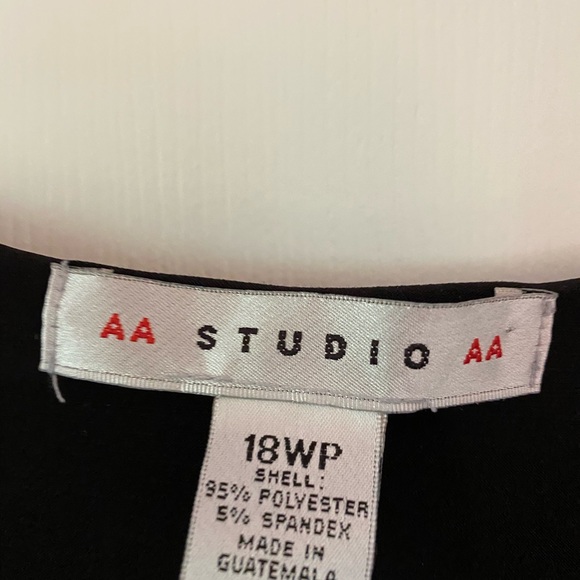 AA STUDIO AA
18WP
SHELL:
95% POLYESTER
5% SPANDEX
MADE IN
GUATEMALA